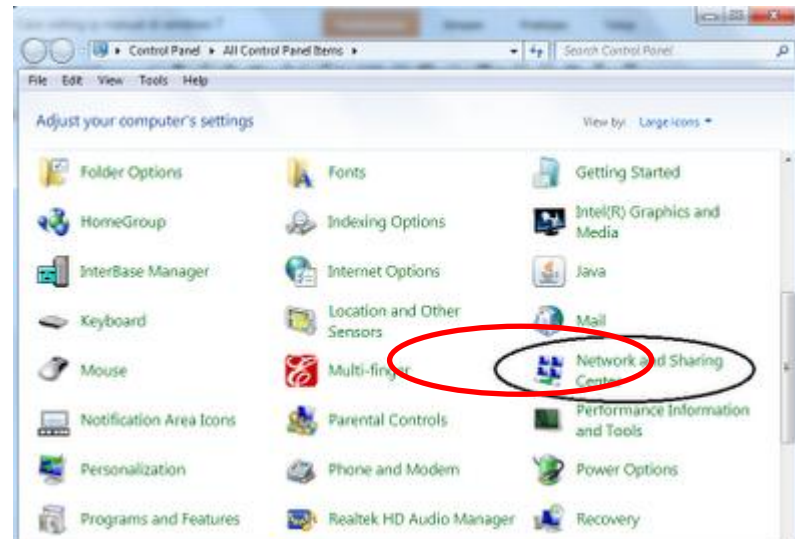 Control Panel ▸ All Control Panel Items ▸
Search Control Panel
File Edit View Tools Help
Adjust your computer's settings
View by: Large icons
Folder Options
Fonts
Getting Started
HomeGroup
Indexing Options
Intel(R) Graphics and
Media
InterBase Manager
Internet Options
Java
Keyboard
Location and Other
Sensors
Mail
Mouse
Multi-finger
Network and Sharing
Center
Notification Area Icons
Parental Controls
Performance Information
and Tools
Personalization
Phone and Modem
Power Options
Programs and Features
Realtek HD Audio Manager
Recovery